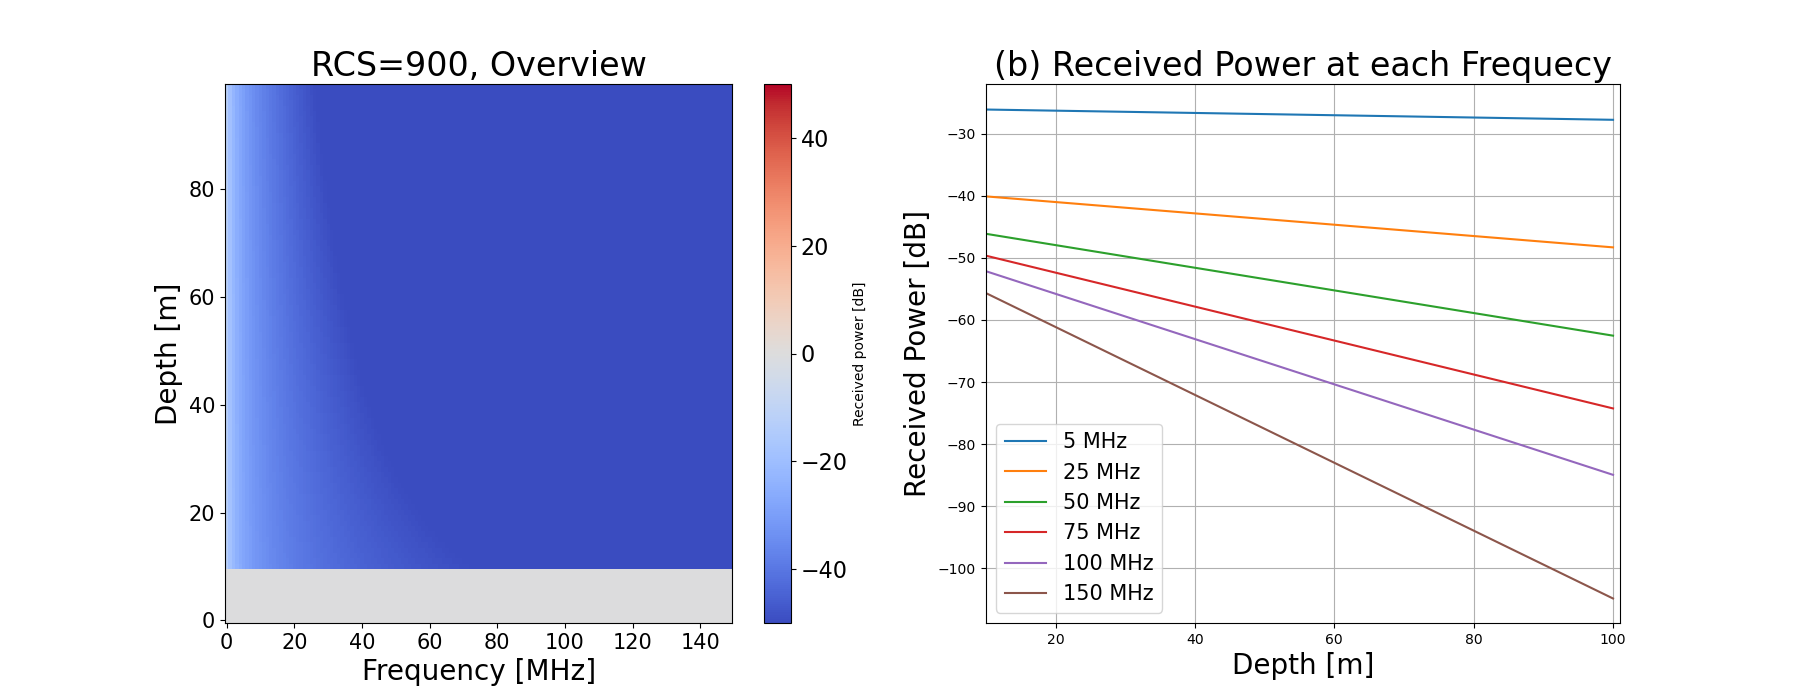 RCS=900, Overview
80
60
40
20
0
Depth [m]
0 20 40 60 80 100 120 140
Frequency [MHz]
40
20
0
−20
−40
Received power [dB]
(b) Received Power at each Frequecy
−30
−40
−50
−60
−70
−80
−90
−100
Received Power [dB]
5 MHz
25 MHz
50 MHz
75 MHz
100 MHz
150 MHz
20 40 60 80 100
Depth [m]